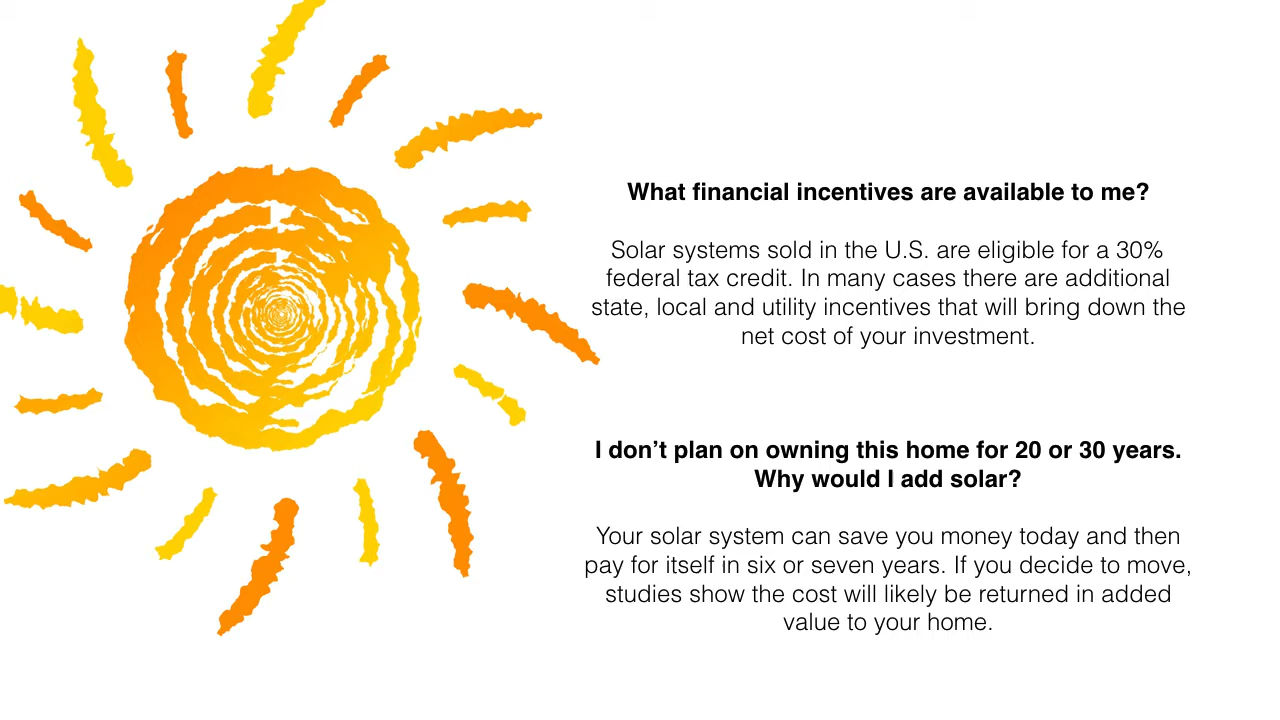 What financial incentives are available to me?
Solar systems sold in the U.S. are eligible for a 30%
federal tax credit. In many cases there are additional
state, local and utility incentives that will bring down the
net cost of your investment.
I don’t plan on owning this home for 20 or 30 years.
Why would I add solar?
Your solar system can save you money today and then
pay for itself in six or seven years. If you decide to move,
studies show the cost will likely be returned in added
value to your home.